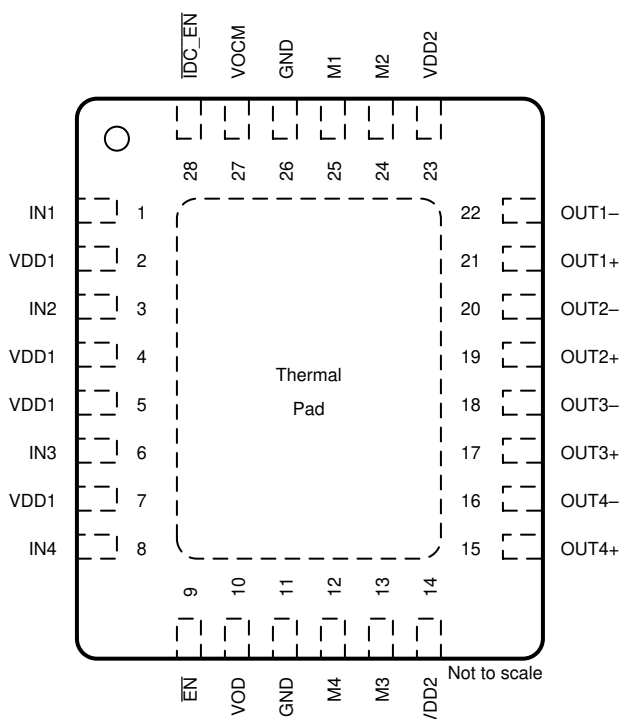 IDC_EN VOCM GND M1 M2 VDD2
28 27 26 25 24 23
IN1 1 22 OUT1–
VDD1 2 21 OUT1+
IN2 3 20 OUT2–
VDD1 4 19 OUT2+
Thermal
VDD1 5 18 OUT3–
Pad
IN3 6 17 OUT3+
VDD1 7 16 OUT4–
IN4 8 15 OUT4+
9 10 11 12 13 14
Not to scale
EN VOD GND M4 M3 VDD2